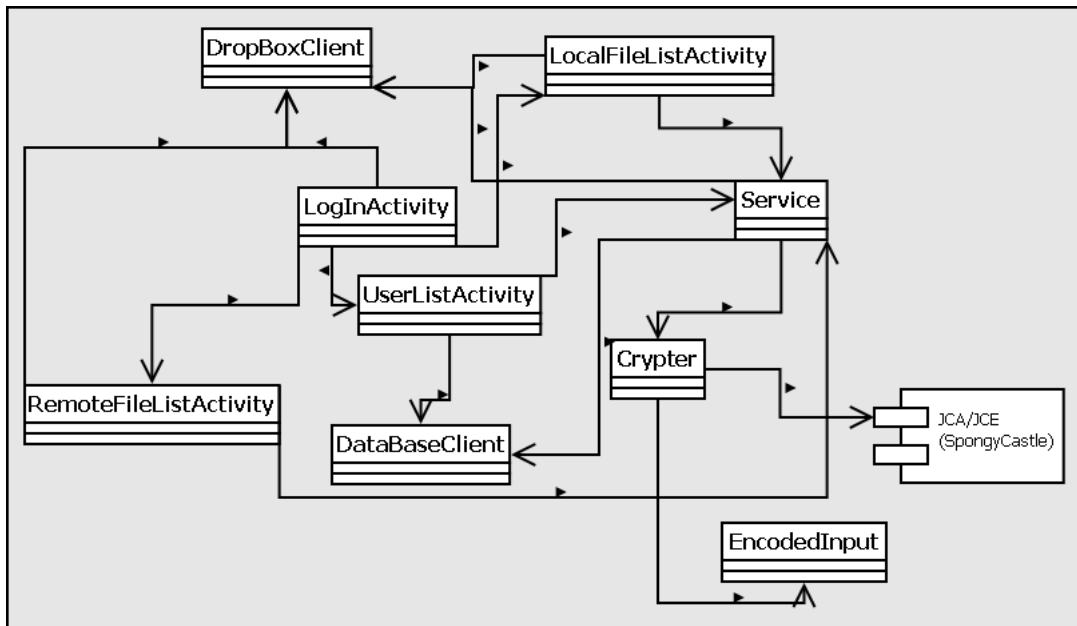 DropBoxClient
LocalFileListActivity
Service
LogInActivity
UserListActivity
Crypter
RemoteFileListActivity
DataBaseClient
JCA/JCE
(SpongyCastle)
EncodedInput